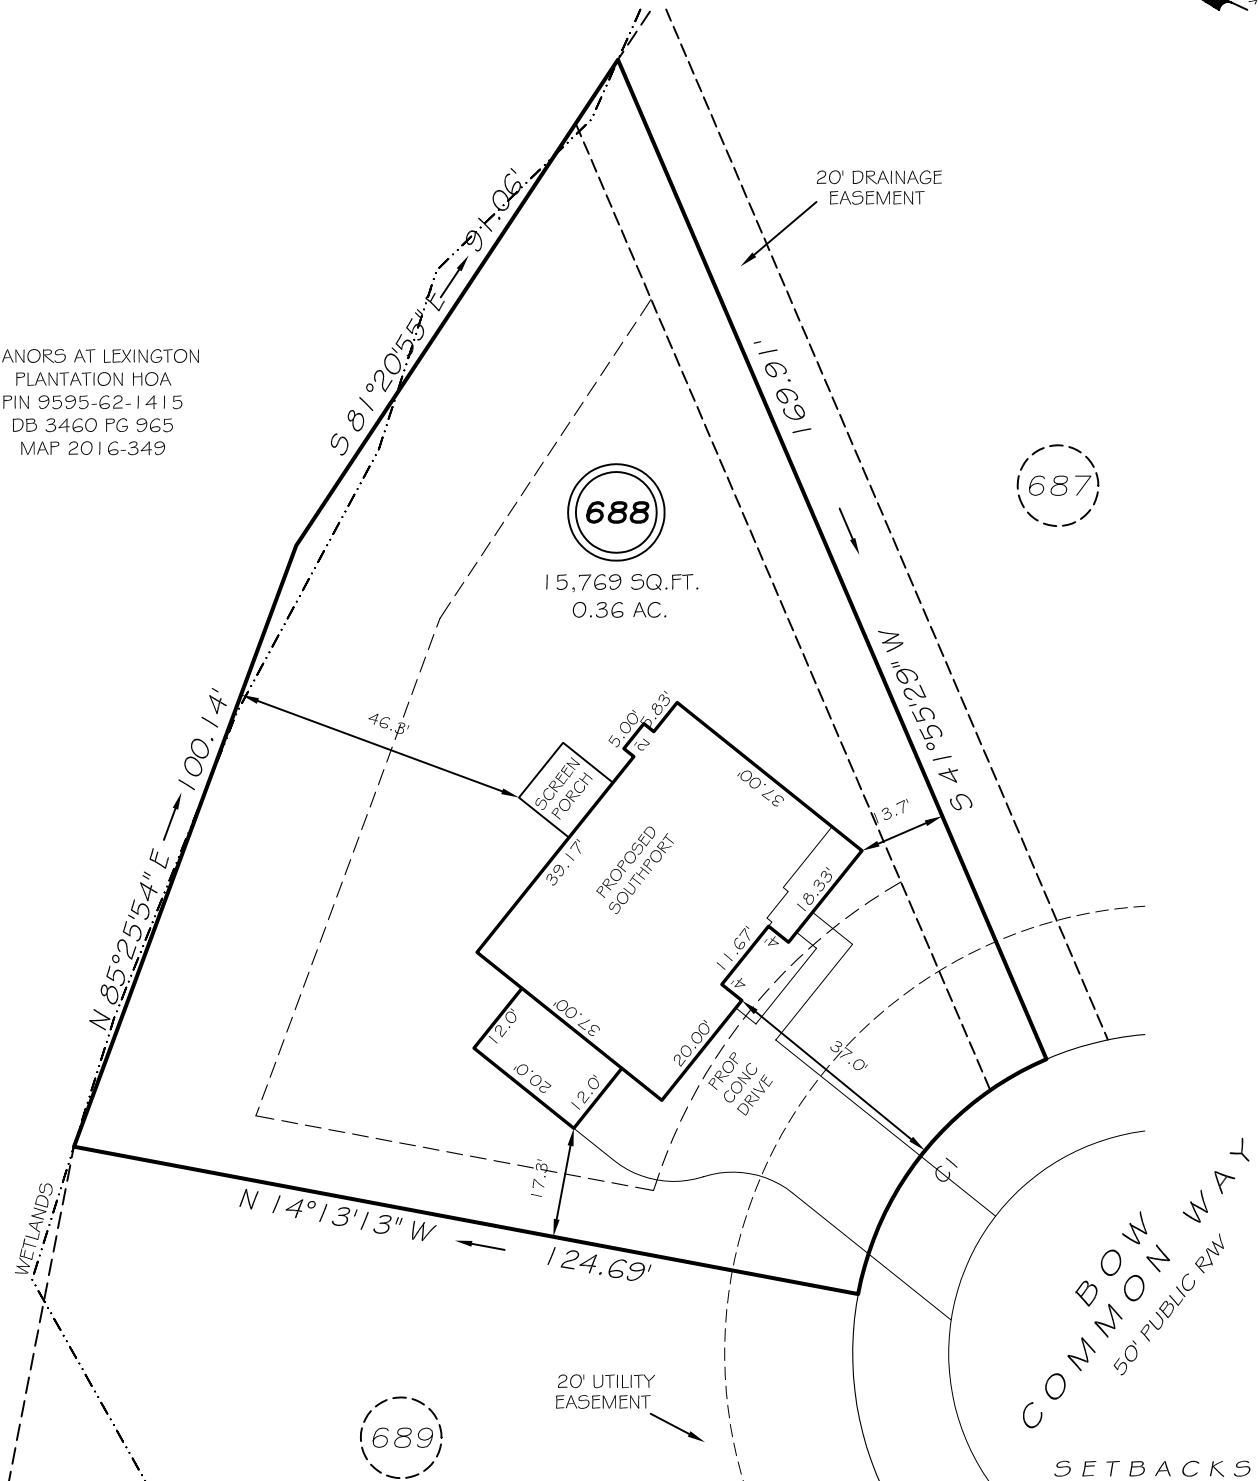 20' DRAINAGE
EASEMENT
S 81°20'55" E
91.06'
ANORS AT LEXINGTON
PLANTATION HOA
PIN 9595-62-1415
DB 3460 PG 965
MAP 2016-349
169.91'
S 41°55'29" W
687
688
15,769 SQ.FT.
0.36 AC.
N 85°25'54" E
100.14'
46.3'
5.00'
5.83'
2'
SCREEN
PORCH
37.00'
13.7'
39.17'
PROPOSED
SOUTHPORT
18.33'
11.67'
4'
4'
37.00'
20.00'
12.0'
20.0'
12.0'
PROP
CONC
DRIVE
37.0'
17.3'
C1
N 14°13'13" W
124.69'
WETLANDS
BOW
COMMON WAY
50' PUBLIC R/W
20' UTILITY
EASEMENT
689
SETBACKS